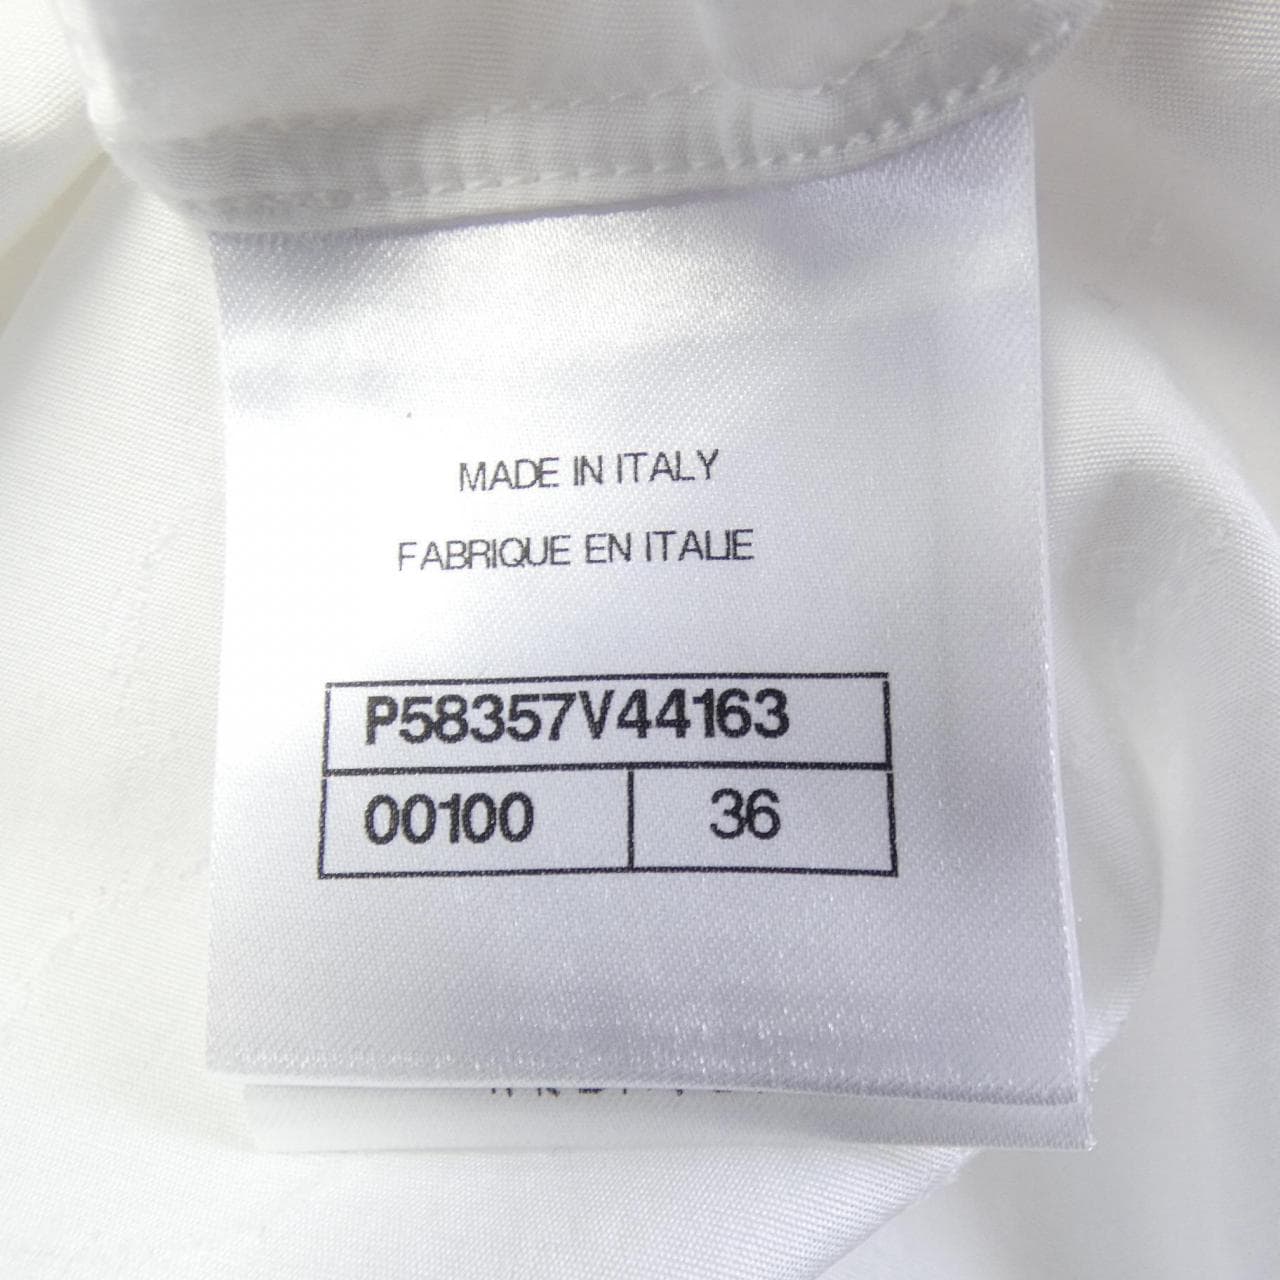 MADE IN ITALY
FABRIQUE EN ITALIE
P58357V44163
00100 36